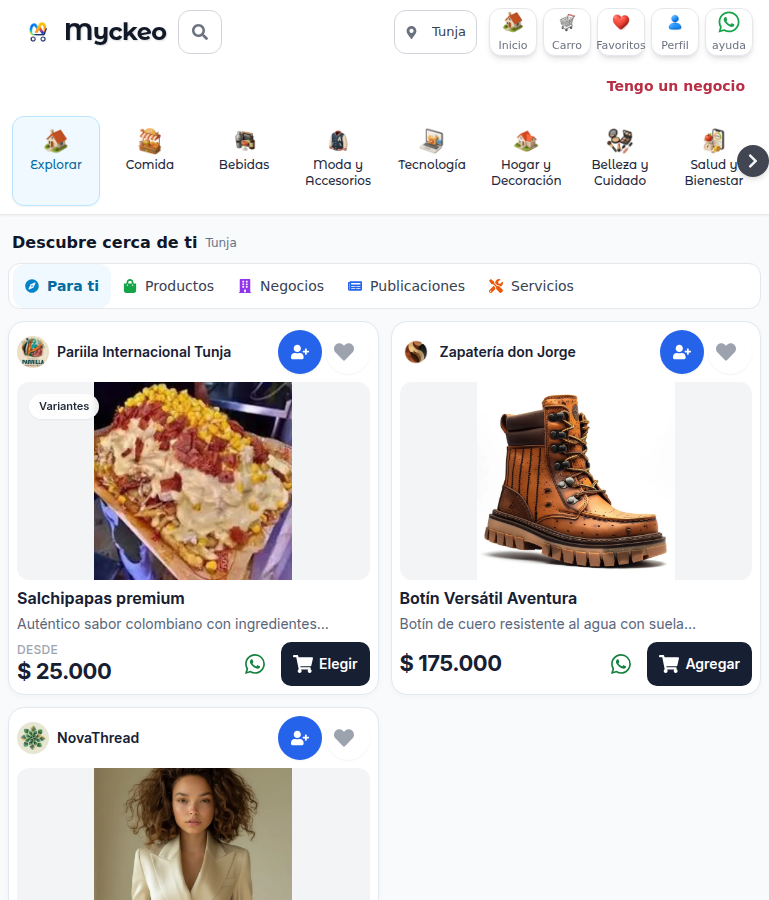 Myckeo
Tunja
Inicio
Carro
Favoritos
Perfil
ayuda
Tengo un negocio
Explorar
Comida
Bebidas
Moda y
Accesorios
Tecnología
Hogar y
Decoración
Belleza y
Cuidado
Salud y
Bienestar
Descubre cerca de ti Tunja
Para ti
Productos
Negocios
Publicaciones
Servicios
Pariila Internacional Tunja
PARRILLA
Variantes
Salchipapas premium
Auténtico sabor colombiano con ingredientes...
DESDE
$ 25.000
Elegir
Zapatería don Jorge
Botín Versátil Aventura
Botín de cuero resistente al agua con suela...
$ 175.000
Agregar
NovaThread